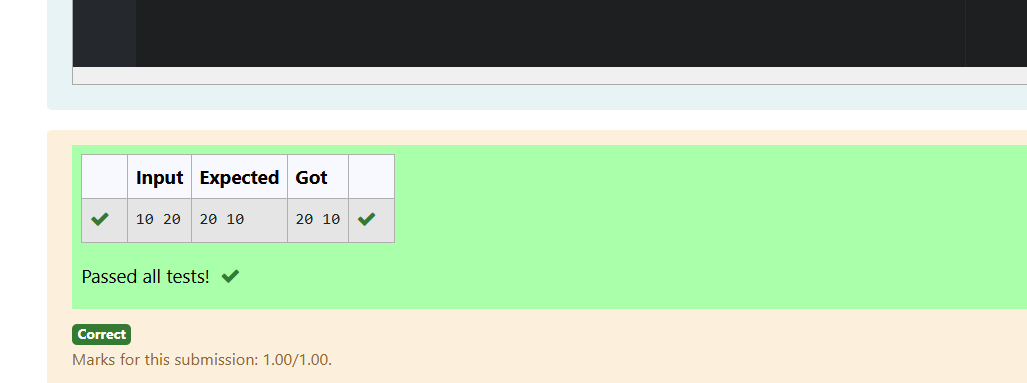 Input Expected Got
10 20 20 10 20 10
Passed all tests!
Correct
Marks for this submission: 1.00/1.00.